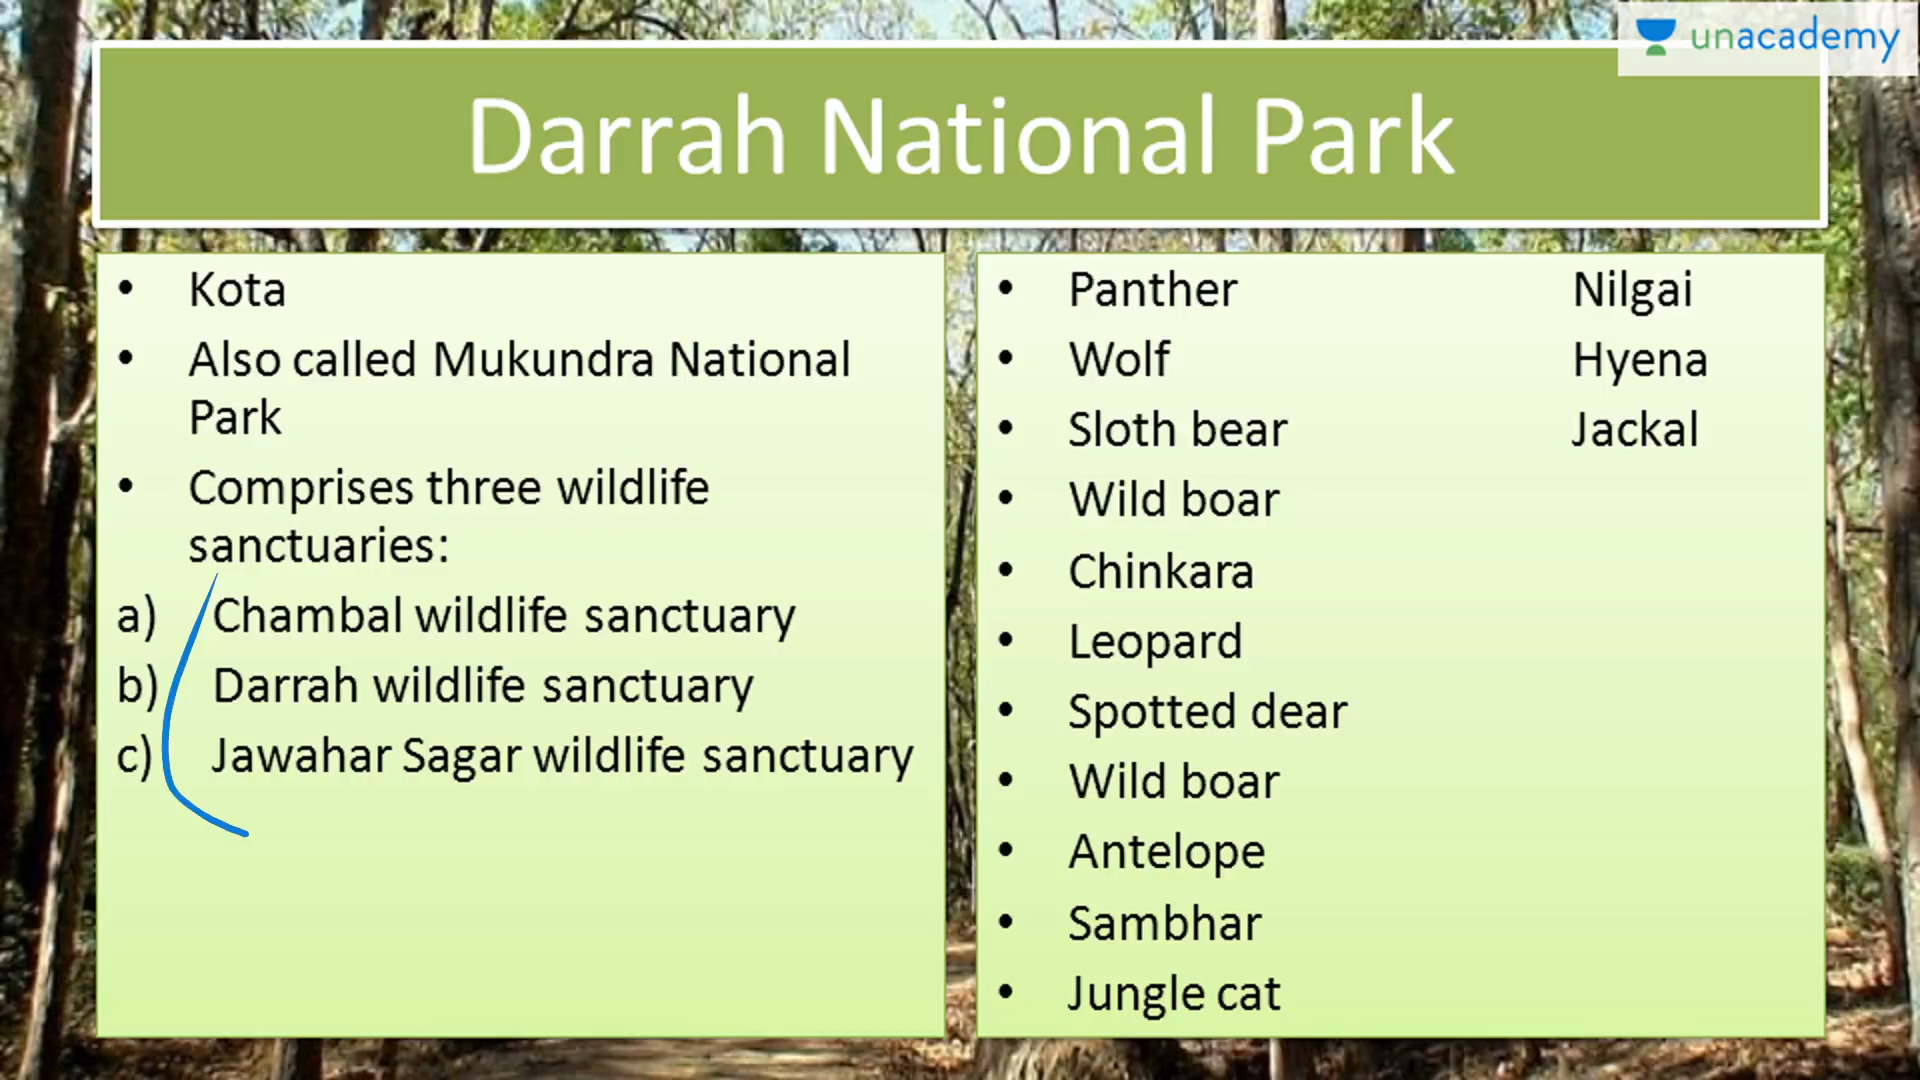 unacademy
Darrah National Park
• Kota
• Also called Mukundra National
Park
• Comprises three wildlife
sanctuaries:
a) Chambal wildlife sanctuary
b) Darrah wildlife sanctuary
c) Jawahar Sagar wildlife sanctuary
• Panther Nilgai
• Wolf Hyena
• Sloth bear Jackal
• Wild boar
• Chinkara
• Leopard
• Spotted dear
• Wild boar
• Antelope
• Sambhar
• Jungle cat